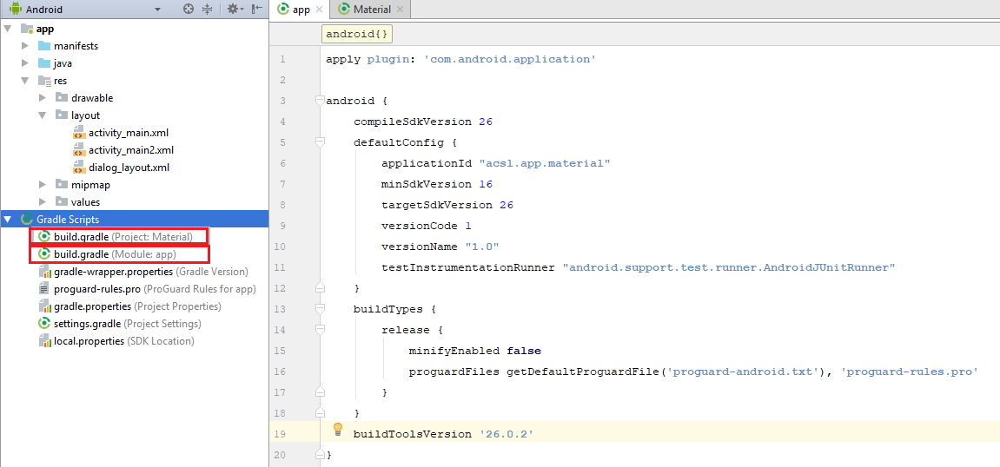 Android
app
manifests
java
res
drawable
layout
activity_main.xml
activity_main2.xml
dialog_layout.xml
mipmap
values
Gradle Scripts
build.gradle (Project: Material)
build.gradle (Module: app)
gradle-wrapper.properties (Gradle Version)
proguard-rules.pro (ProGuard Rules for app)
gradle.properties (Project Properties)
settings.gradle (Project Settings)
local.properties (SDK Location)
app Material
android{}
1 apply plugin: 'com.android.application'
2
3 android {
4 compileSdkVersion 26
5 defaultConfig {
6 applicationId "acsl.app.material"
7 minSdkVersion 16
8 targetSdkVersion 26
9 versionCode 1
10 versionName "1.0"
11 testInstrumentationRunner "android.support.test.runner.AndroidJUnitRunner"
12 }
13 buildTypes {
14 release {
15 minifyEnabled false
16 proguardFiles getDefaultProguardFile('proguard-android.txt'), 'proguard-rules.pro'
17 }
18 }
19 buildToolsVersion '26.0.2'
20 }